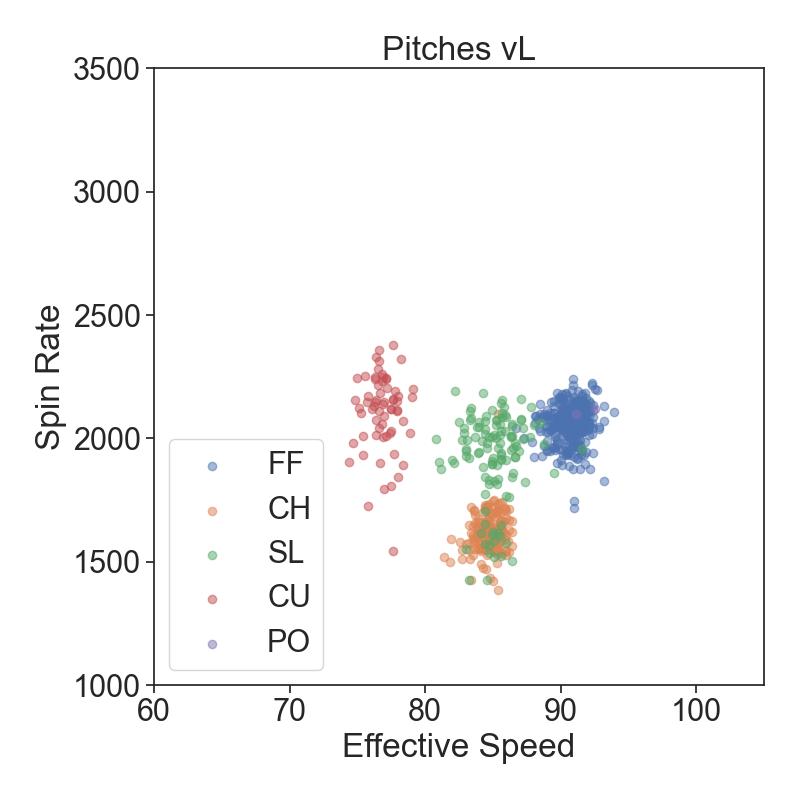 Pitches vL
3500
3000
2500
2000
1500
1000
Spin Rate
FF
CH
SL
CU
PO
60 70 80 90 100
Effective Speed